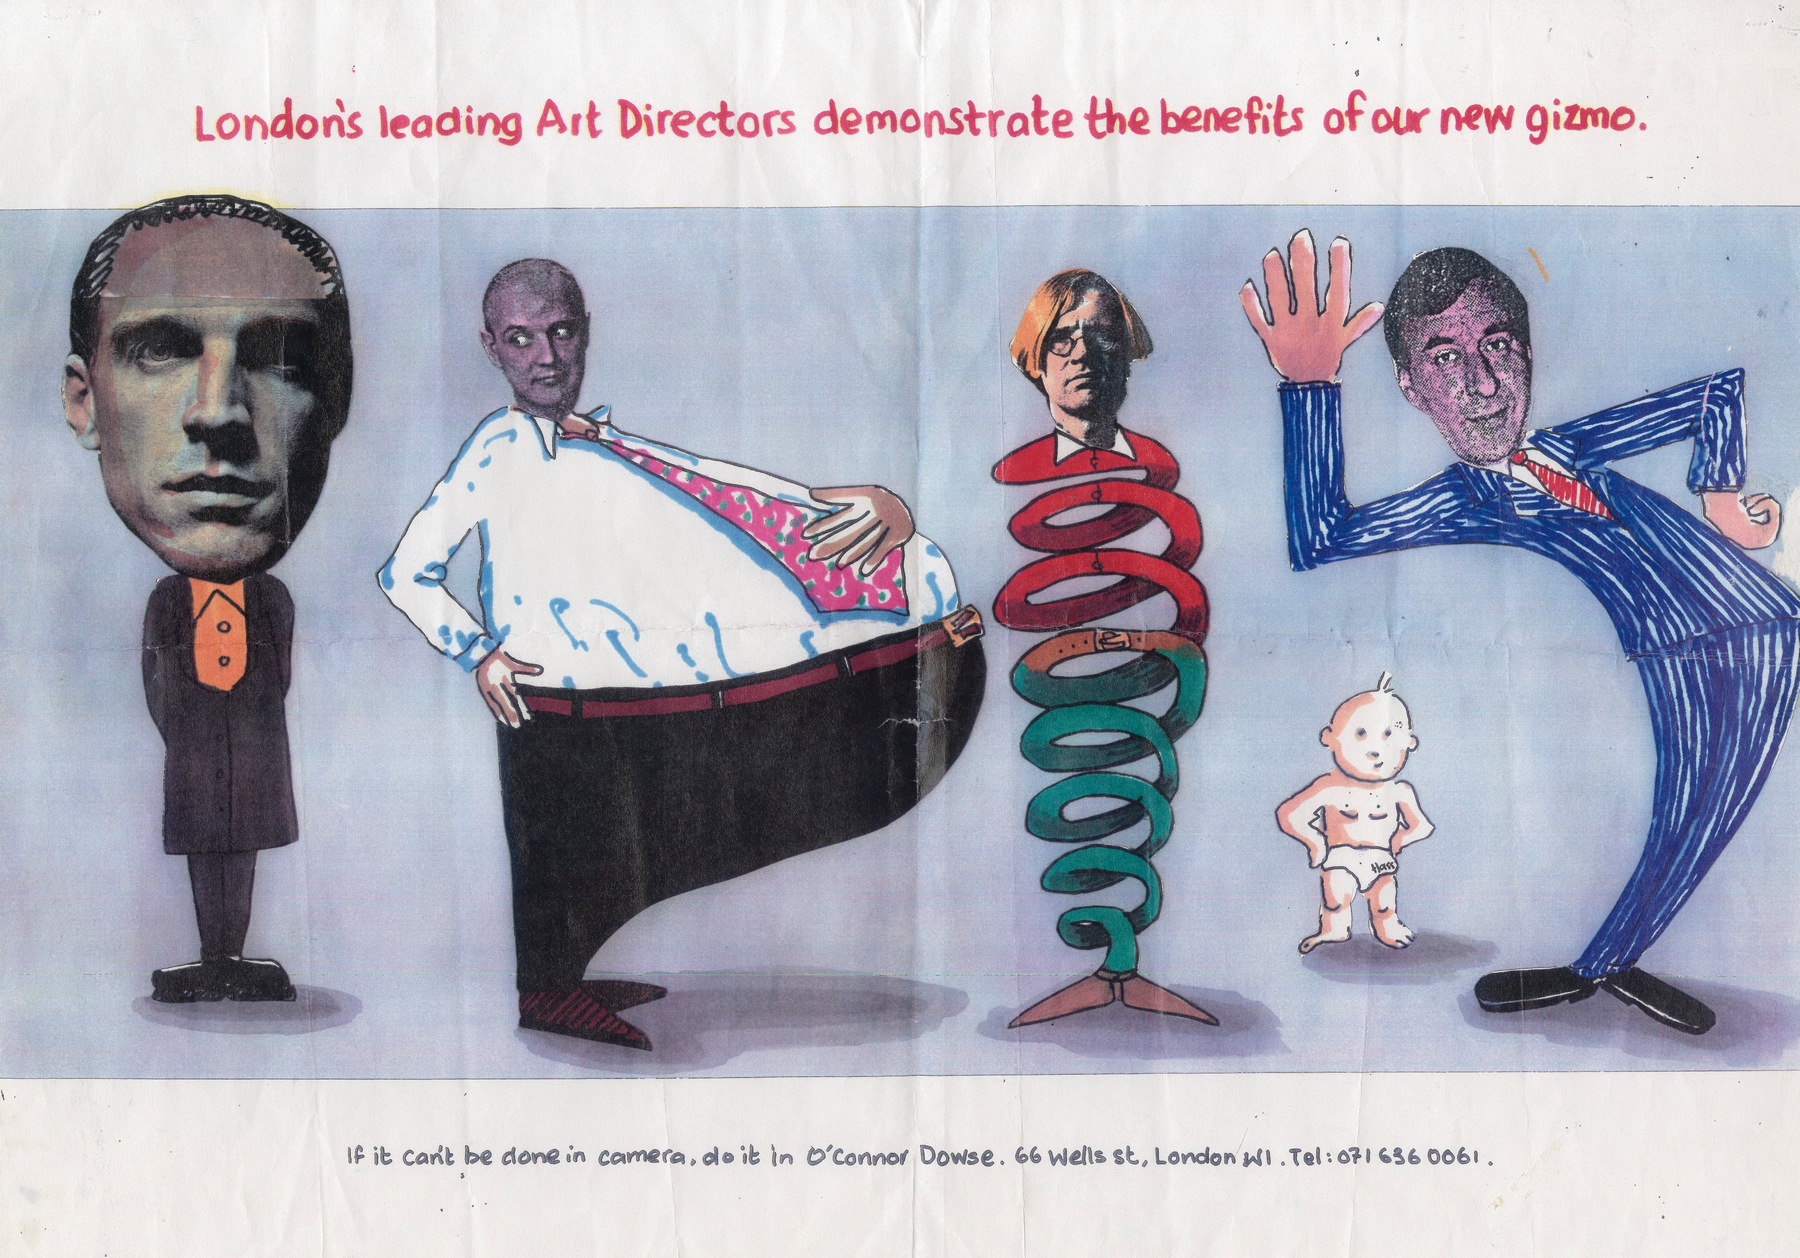 London's leading Art Directors demonstrate the benefits of our new gizmo.
Hass
If it can't be done in camera, do it in O'Connor Dowse. 66 Wells st, London W1. Tel: 071 636 0061.